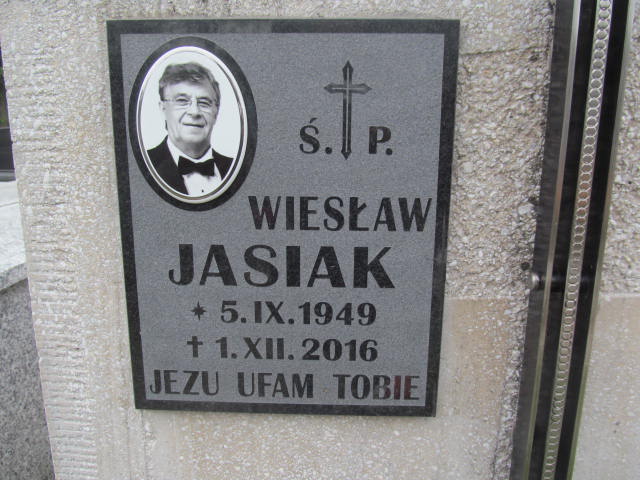 Ś. P.
WIESŁAW
JASIAK
* 5. IX. 1949
✝ 1. XII. 2016
JEZU UFAM TOBIE